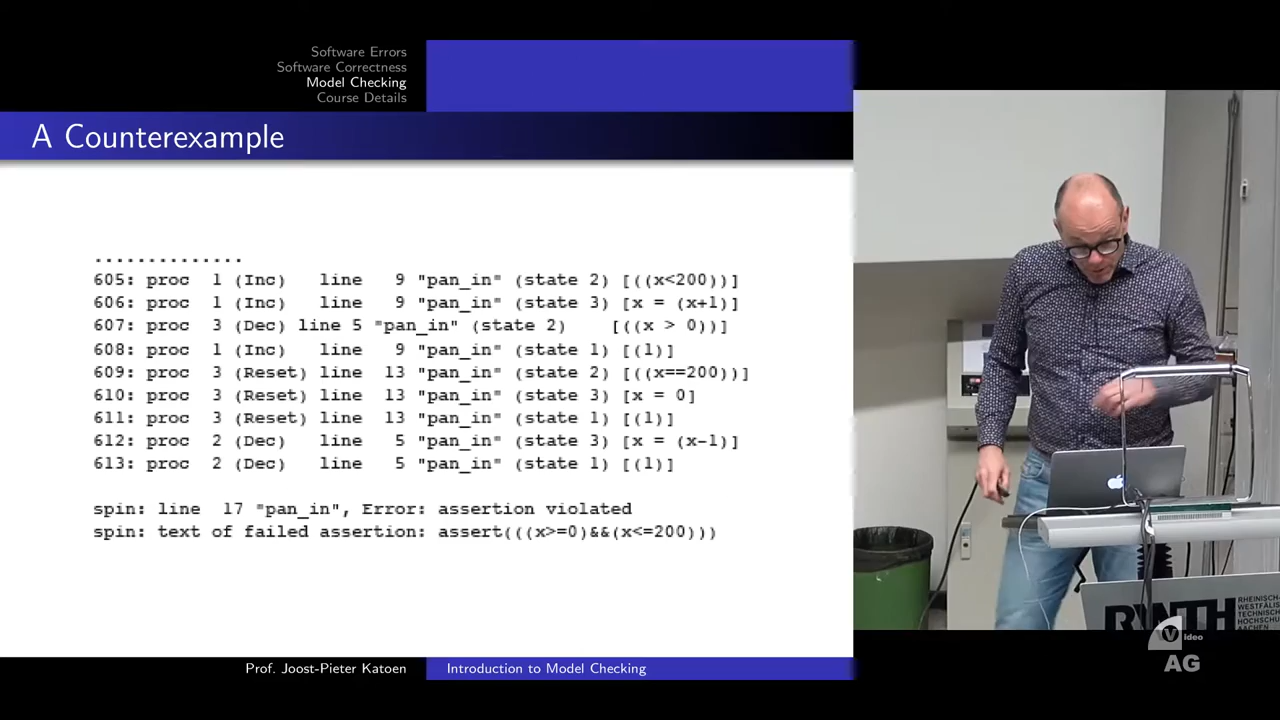 Software Errors
Software Correctness
Model Checking
Course Details
A Counterexample
..............
605: proc 1 (Inc) line 9 "pan_in" (state 2) [((x<200))]
606: proc 1 (Inc) line 9 "pan_in" (state 3) [x = (x+1)]
607: proc 3 (Dec) line 5 "pan_in" (state 2) [((x > 0))]
608: proc 1 (Inc) line 9 "pan_in" (state 1) [(1)]
609: proc 3 (Reset) line 13 "pan_in" (state 2) [((x==200))]
610: proc 3 (Reset) line 13 "pan_in" (state 3) [x = 0]
611: proc 3 (Reset) line 13 "pan_in" (state 1) [(1)]
612: proc 2 (Dec) line 5 "pan_in" (state 3) [x = (x-1)]
613: proc 2 (Dec) line 5 "pan_in" (state 1) [(1)]
spin: line 17 "pan_in", Error: assertion violated
spin: text of failed assertion: assert(((x>=0)&&(x<=200)))
Prof. Joost-Pieter Katoen
Introduction to Model Checking
RHEINISCH-
WESTFÄLIS
TECHNISCH
HOCHSCHU
AACHEN
Video
AG